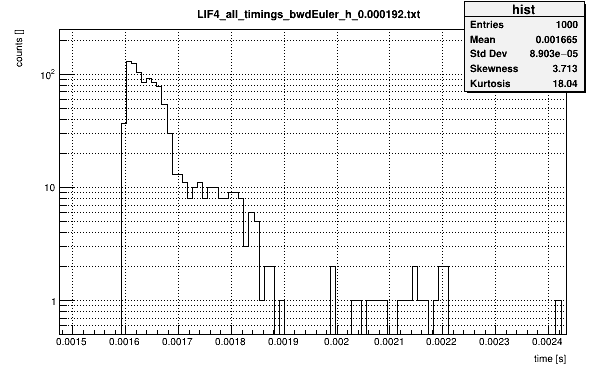 LIF4_all_timings_bwdEuler_h_0.000192.txt
hist
Entries 1000
Mean 0.001665
Std Dev 8.903e−05
Skewness 3.713
Kurtosis 18.04
counts []
10²
10
1
0.0015 0.0016 0.0017 0.0018 0.0019 0.002 0.0021 0.0022 0.0023 0.0024
time [s]